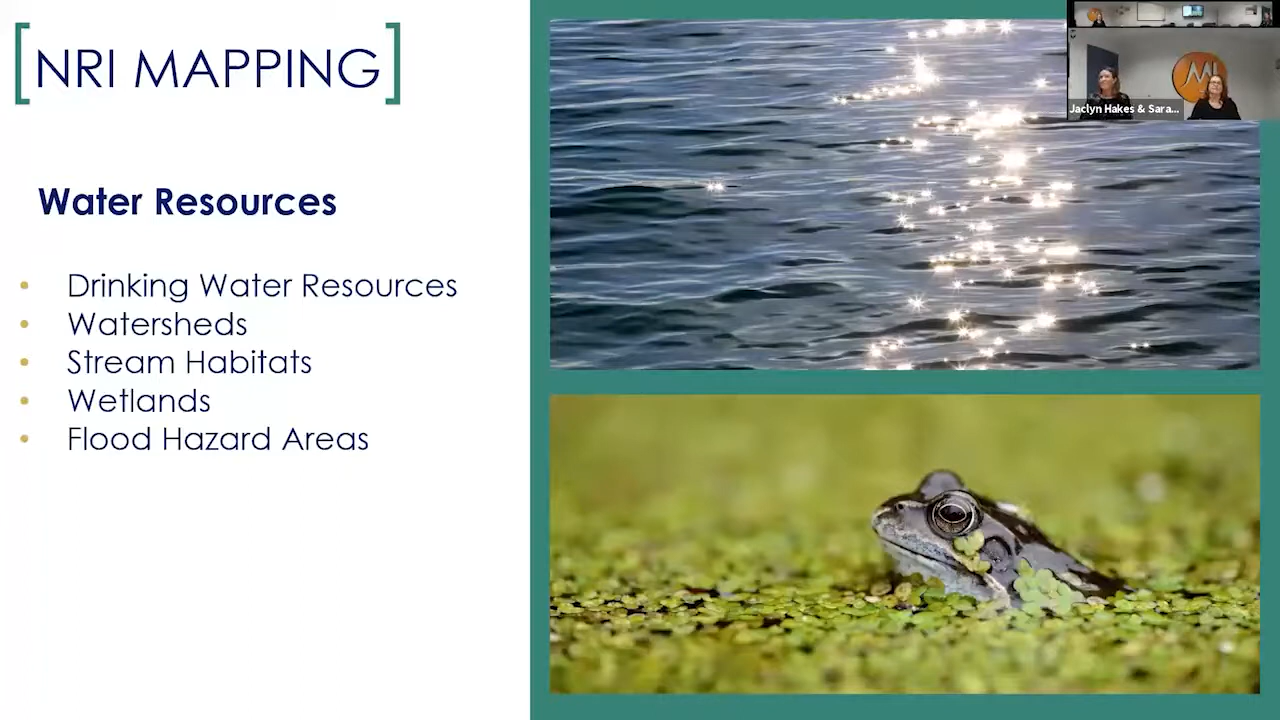 [NRI MAPPING]
Water Resources
• Drinking Water Resources
• Watersheds
• Stream Habitats
• Wetlands
• Flood Hazard Areas
Jaclyn Hakes & Sara...